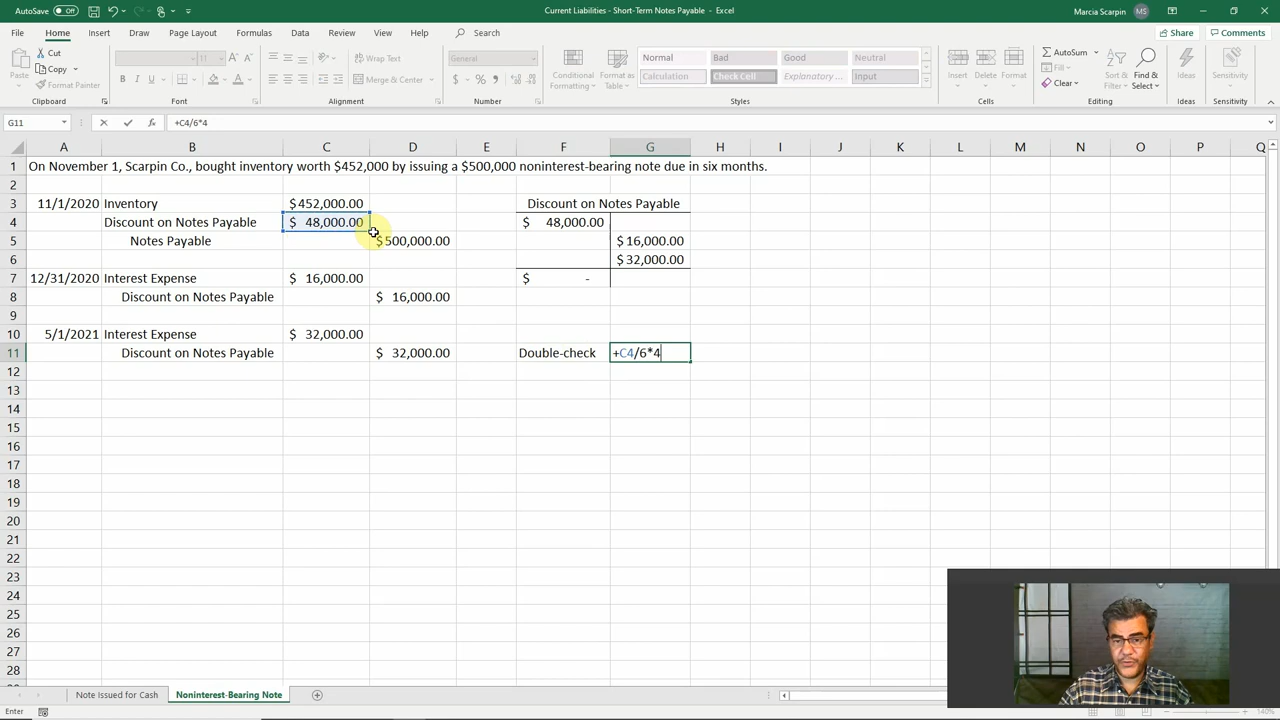 AutoSave Off
Current Liabilities - Short-Term Notes Payable - Excel
Marcia Scarpin MS
File Home Insert Draw Page Layout Formulas Data Review View Help Search
Share Comments
Cut
Copy
Format Painter
Paste
Clipboard
B I U
Font
Wrap Text
Merge & Center
Alignment
General
$ % ,
Number
Conditional Formatting
Format as Table
Normal Bad Good Neutral
Calculation Check Cell Explanatory ... Input
Styles
Insert Delete Format
Cells
AutoSum
Fill
Clear
Sort & Filter
Find & Select
Editing
Ideas
Ideas
Sensitivity
Sensitivity
G11 fx +C4/6*4
A B C D E F G H I J K L M N O P Q
1 On November 1, Scarpin Co., bought inventory worth $452,000 by issuing a $500,000 noninterest-bearing note due in six months.
2
3 11/1/2020 Inventory $452,000.00 Discount on Notes Payable
4 Discount on Notes Payable $ 48,000.00 $ 48,000.00
5 Notes Payable $500,000.00 $16,000.00
6 $32,000.00
7 12/31/2020 Interest Expense $ 16,000.00 $ -
8 Discount on Notes Payable $ 16,000.00
9
10 5/1/2021 Interest Expense $ 32,000.00
11 Discount on Notes Payable $ 32,000.00 Double-check +C4/6*4
12
13
14
15
16
17
18
19
20
21
22
23
24
25
26
27
28
Note Issued for Cash Noninterest-Bearing Note
Enter
140%